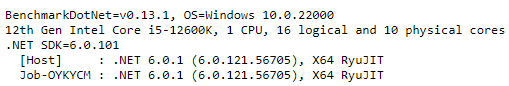 BenchmarkDotNet=v0.13.1, OS=Windows 10.0.22000
12th Gen Intel Core i5-12600K, 1 CPU, 16 logical and 10 physical cores
.NET SDK=6.0.101
[Host]     : .NET 6.0.1 (6.0.121.56705), X64 RyuJIT
Job-OYKYCM : .NET 6.0.1 (6.0.121.56705), X64 RyuJIT